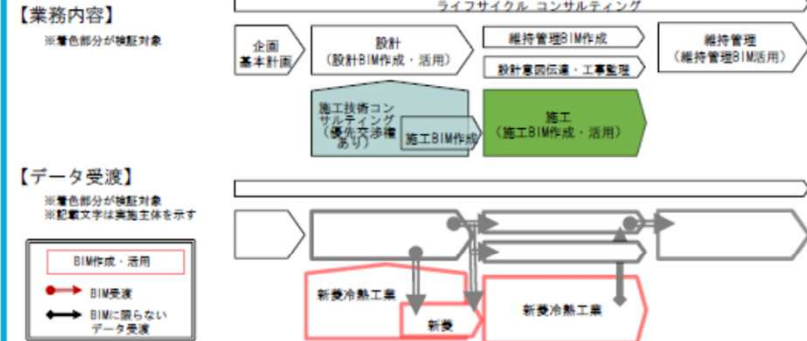 ライフサイクル コンサルティング
【業務内容】
※着色部分が検証対象
企画
基本計画
設計
（設計BIM作成・活用）
維持管理BIM作成
設計意図伝達・工事監理
維持管理
（維持管理BIM活用）
施工技術コン
サルティング
（優先交渉権
あり）
施工BIM作成
施工
（施工BIM作成・活用）
【データ受渡】
※着色部分が検証対象
※記載文字は実施主体を示す
BIM作成・活用
BIM受渡
BIMに限らない
データ受渡
新菱冷熱工業
新菱
新菱冷熱工業